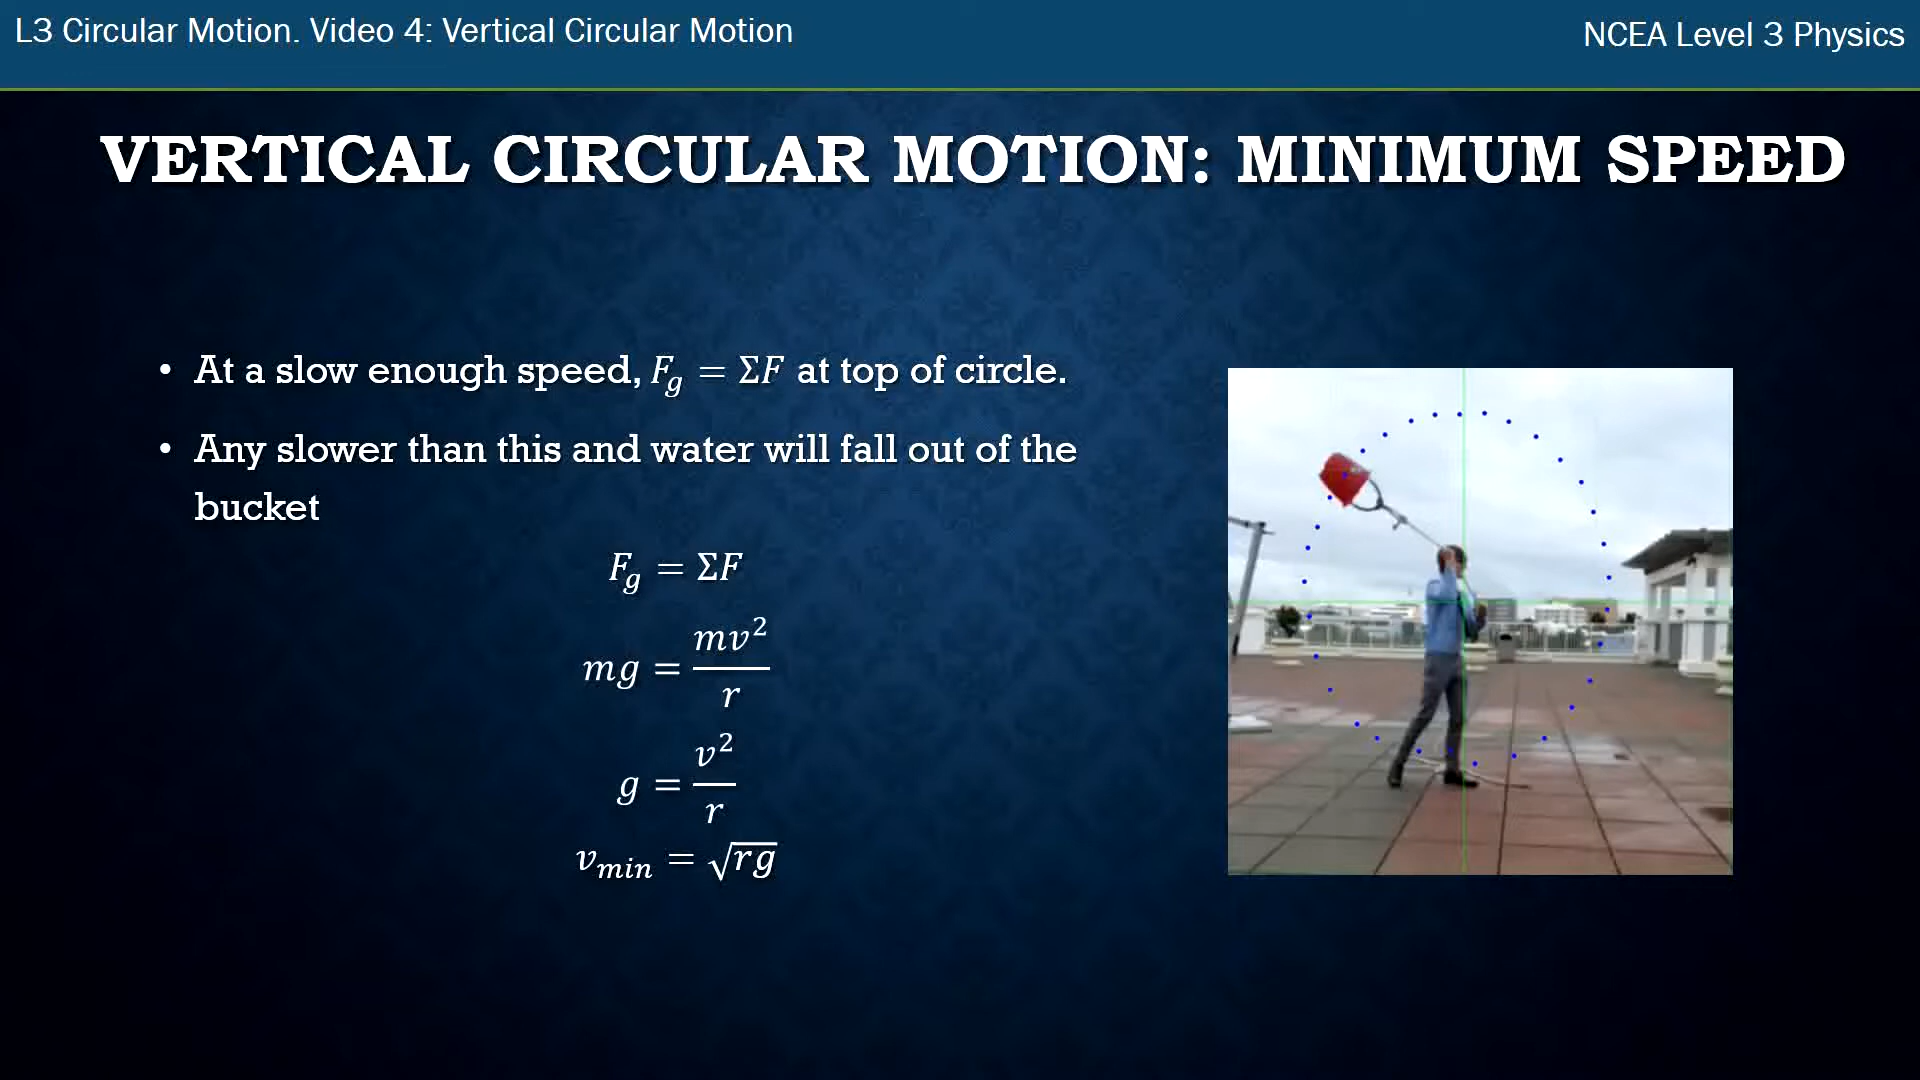 L3 Circular Motion. Video 4: Vertical Circular Motion
NCEA Level 3 Physics
VERTICAL CIRCULAR MOTION: MINIMUM SPEED
• At a slow enough speed, F_g = ΣF at top of circle.
• Any slower than this and water will fall out of the
bucket
F_g = ΣF
mg = mv²/r
g = v²/r
v_min = √rg